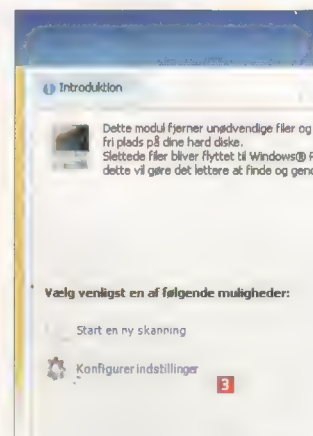 Introduktion
Dette modul fjerner unødvendige filer og
fri plads på dine hard diske.
Slettede filer bliver flyttet til Windows®
dette vil gøre det lettere at finde og
Vælg venligst en af følgende muligheder:
Start en ny skanning
Konfigurer indstillinger
3